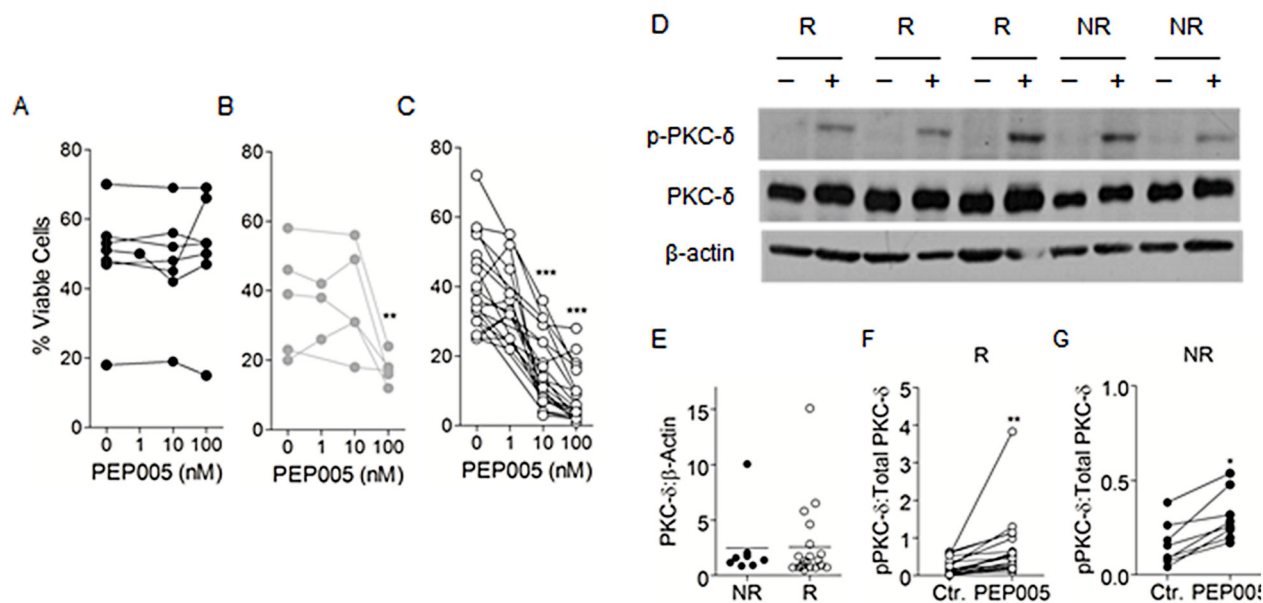 A
B
C
% Viable Cells
80
60
40
20
0
0 1 10 100
PEP005 (nM)
80
60
40
20
0
**
0 1 10 100
PEP005 (nM)
80
60
40
20
0
***
***
0 1 10 100
PEP005 (nM)
D
R R R NR NR
– + – + – + – + – +
p-PKC-δ
PKC-δ
β-actin
E
PKC-δ:β-Actin
15
10
5
0
NR R
F
R
pPKC-δ:Total PKC-δ
5
4
3
2
1
0
**
Ctr. PEP005
G
NR
pPKC-δ:Total PKC-δ
1.0
0.5
0.0
*
Ctr. PEP005